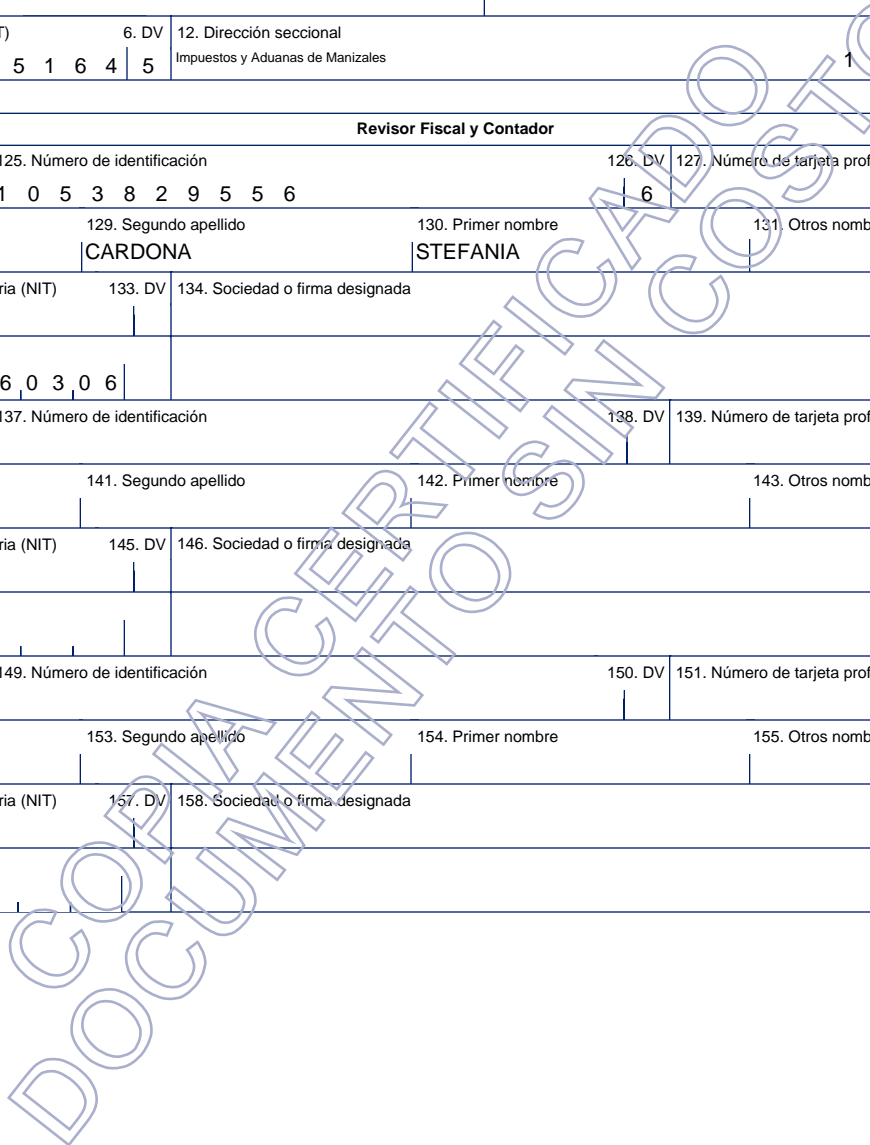 T) 6. DV 12. Dirección seccional
5 1 6 4 5 Impuestos y Aduanas de Manizales 1
Revisor Fiscal y Contador
125. Número de identificación 126. DV 127. Número de tarjeta prof
1 0 5 3 8 2 9 5 5 6 6
129. Segundo apellido 130. Primer nombre 131. Otros nomb
CARDONA STEFANIA
ria (NIT) 133. DV 134. Sociedad o firma designada
6 0 3 0 6
137. Número de identificación 138. DV 139. Número de tarjeta prof
141. Segundo apellido 142. Primer nombre 143. Otros nomb
ria (NIT) 145. DV 146. Sociedad o firma designada
149. Número de identificación 150. DV 151. Número de tarjeta prof
153. Segundo apellido 154. Primer nombre 155. Otros nomb
ria (NIT) 157. DV 158. Sociedad o firma designada
COPIA CERTIFICADO
DOCUMENTO SIN COSTO